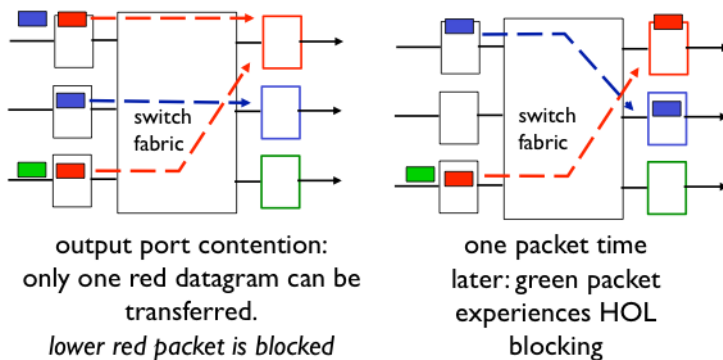 switch
fabric
output port contention:
only one red datagram can be
transferred.
lower red packet is blocked
switch
fabric
one packet time
later: green packet
experiences HOL
blocking